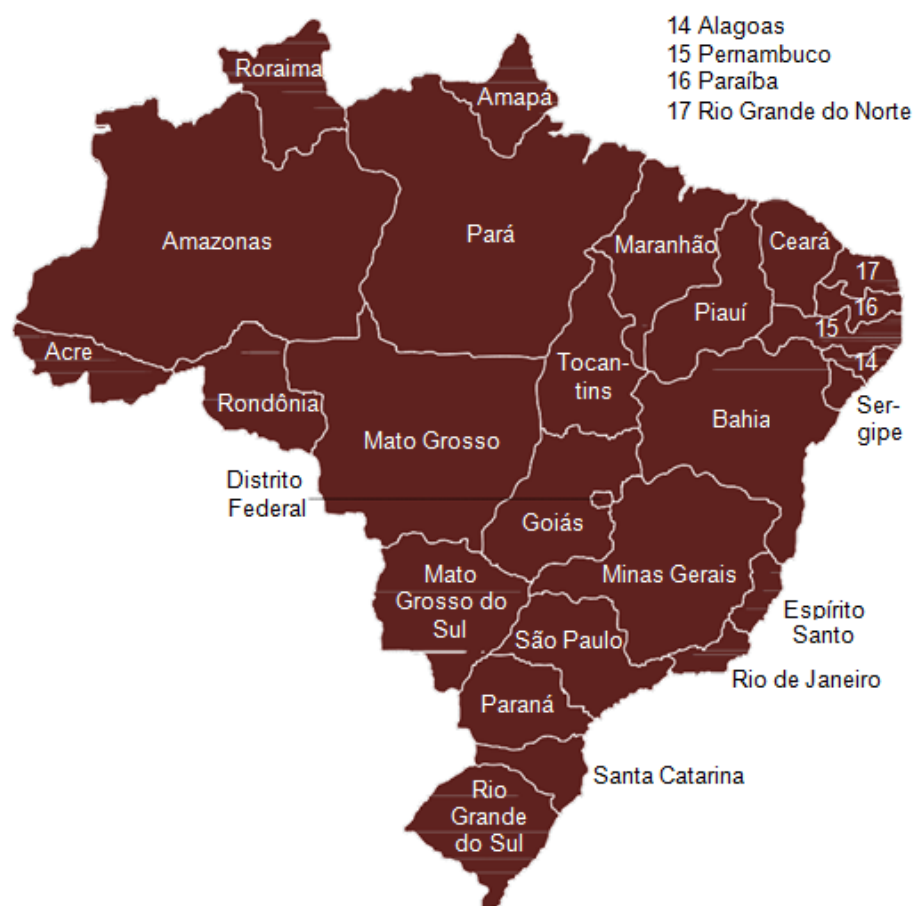 14 Alagoas
15 Pernambuco
16 Paraíba
17 Rio Grande do Norte
Roraima
Amapá
Amazonas
Pará
Maranhão
Ceará
17
16
15
Piauí
14
Acre
Tocan-
tins
Rondônia
Bahia
Ser-
gipe
Mato Grosso
Distrito
Federal
Goiás
Mato
Grosso do
Sul
Minas Gerais
Espírito
Santo
São Paulo
Rio de Janeiro
Paraná
Santa Catarina
Rio
Grande
do Sul